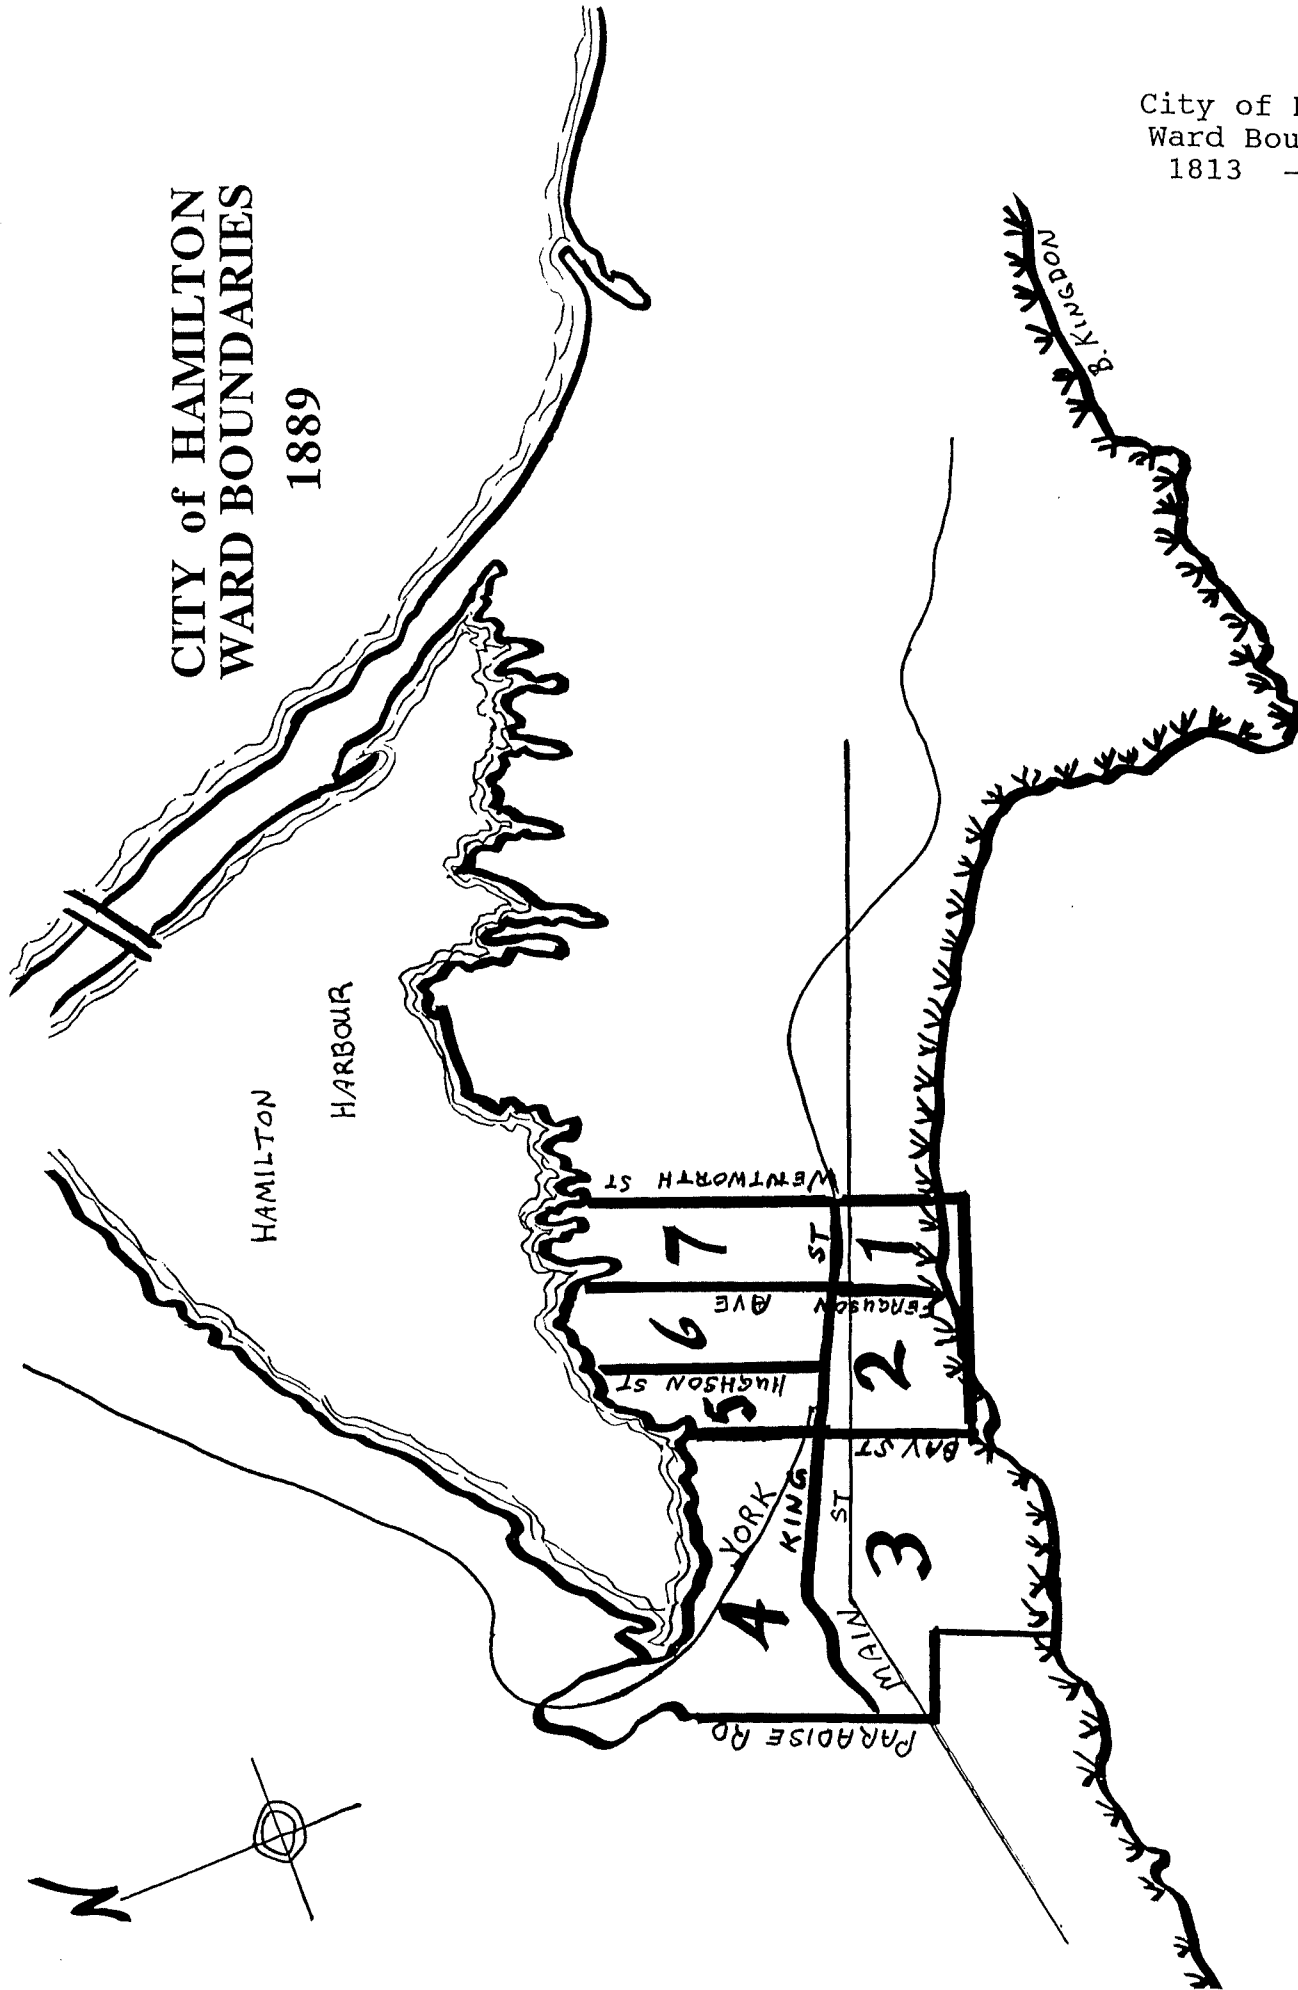 City of
Ward Bou
1813 –
CITY of HAMILTON
WARD BOUNDARIES
1889
B. KINGDON
HAMILTON
HARBOUR
N
WENTWORTH ST
7
ST
1
AVE
FERGUSON
6
2
HUGHSON ST
5
BAY ST
YORK
KING
ST
3
4
MAIN
PARADISE RD